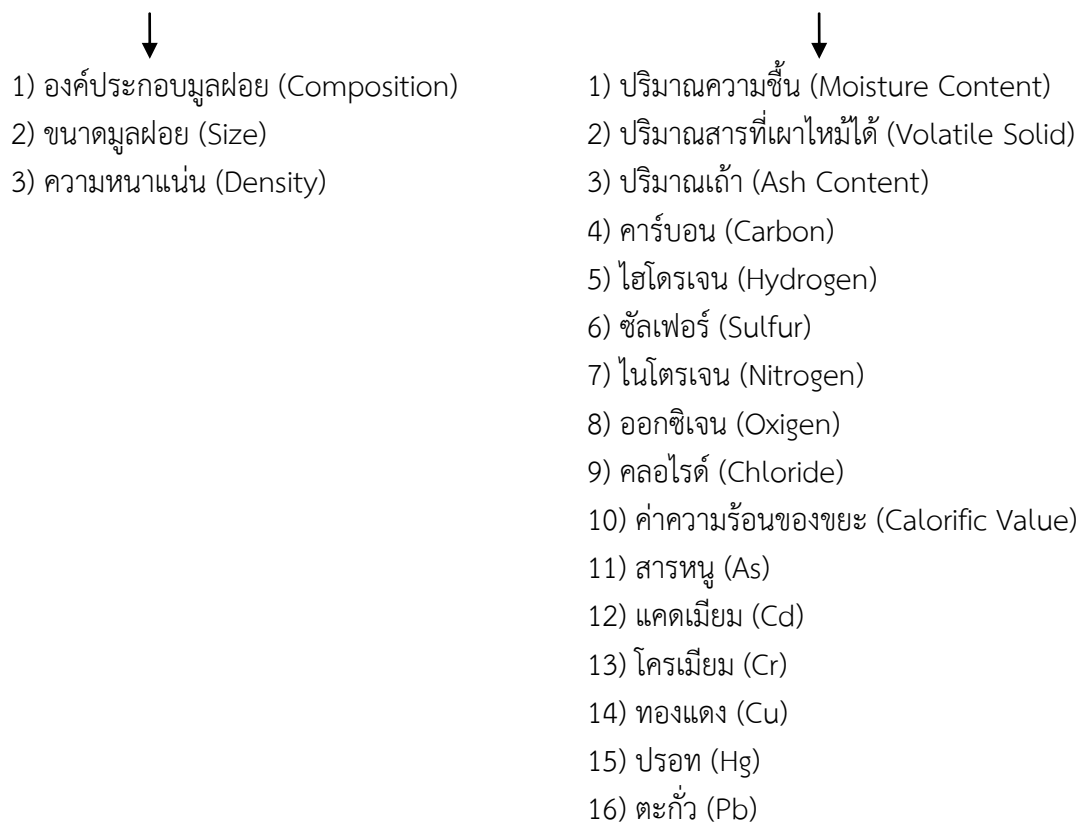 1) องค์ประกอบมูลฝอย (Composition)
2) ขนาดมูลฝอย (Size)
3) ความหนาแน่น (Density)
1) ปริมาณความชื้น (Moisture Content)
2) ปริมาณสารที่เผาไหม้ได้ (Volatile Solid)
3) ปริมาณเถ้า (Ash Content)
4) คาร์บอน (Carbon)
5) ไฮโดรเจน (Hydrogen)
6) ซัลเฟอร์ (Sulfur)
7) ไนโตรเจน (Nitrogen)
8) ออกซิเจน (Oxigen)
9) คลอไรด์ (Chloride)
10) ค่าความร้อนของขยะ (Calorific Value)
11) สารหนู (As)
12) แคดเมียม (Cd)
13) โครเมียม (Cr)
14) ทองแดง (Cu)
15) ปรอท (Hg)
16) ตะกั่ว (Pb)